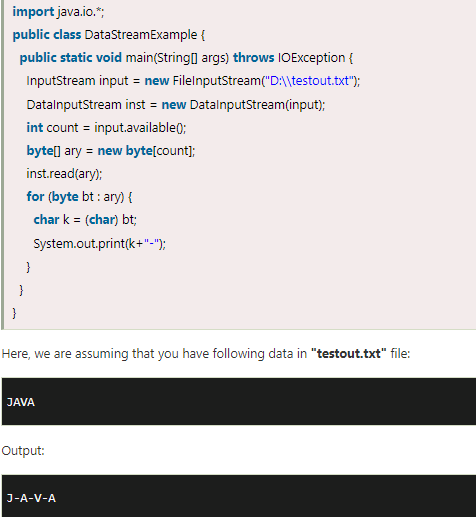 import java.io.*;
public class DataStreamExample {
public static void main(String[] args) throws IOException {
InputStream input = new FileInputStream("D:\\testout.txt");
DataInputStream inst = new DataInputStream(input);
int count = input.available();
byte[] ary = new byte[count];
inst.read(ary);
for (byte bt : ary) {
char k = (char) bt;
System.out.print(k+"-");
}
}
}
Here, we are assuming that you have following data in "testout.txt" file:
JAVA
Output:
J-A-V-A